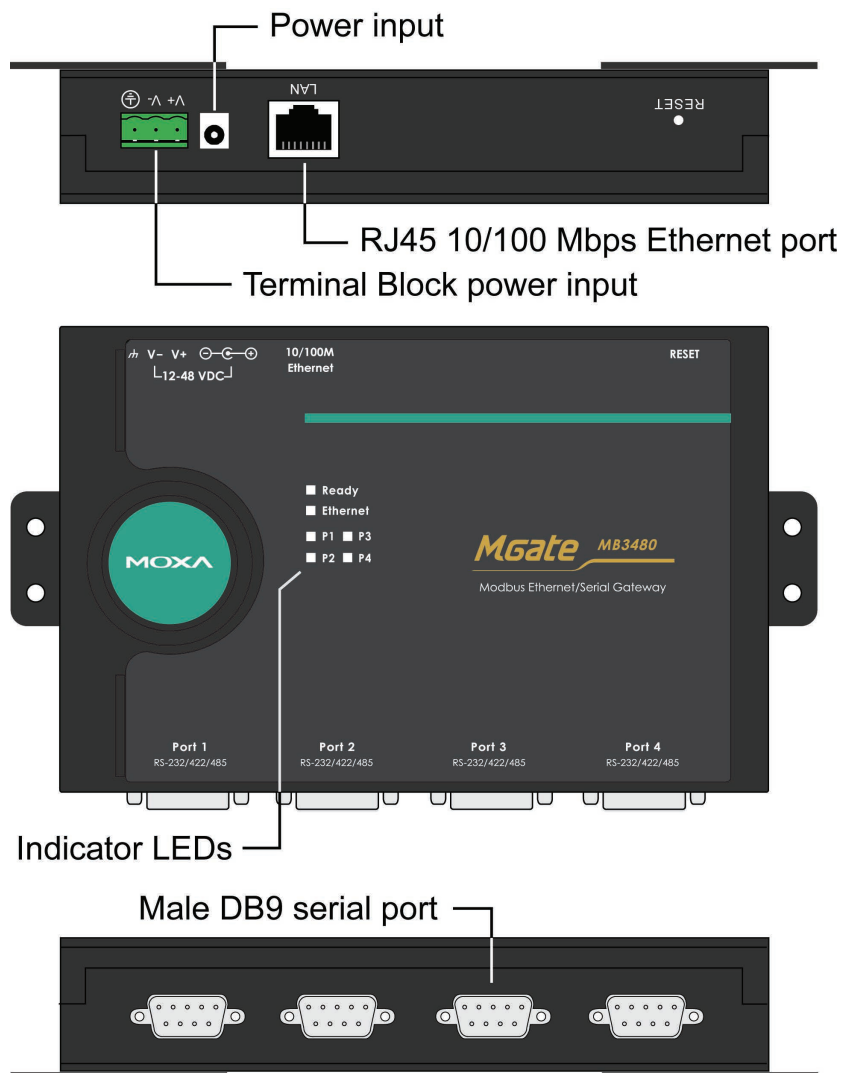 Power input
V- V+
LAN
RESET
RJ45 10/100 Mbps Ethernet port
Terminal Block power input
V- V+
12-48 VDC
10/100M
Ethernet
RESET
Ready
Ethernet
P1 P3
P2 P4
MOXA
MGate MB3480
Modbus Ethernet/Serial Gateway
Port 1
RS-232/422/485
Port 2
RS-232/422/485
Port 3
RS-232/422/485
Port 4
RS-232/422/485
Indicator LEDs
Male DB9 serial port